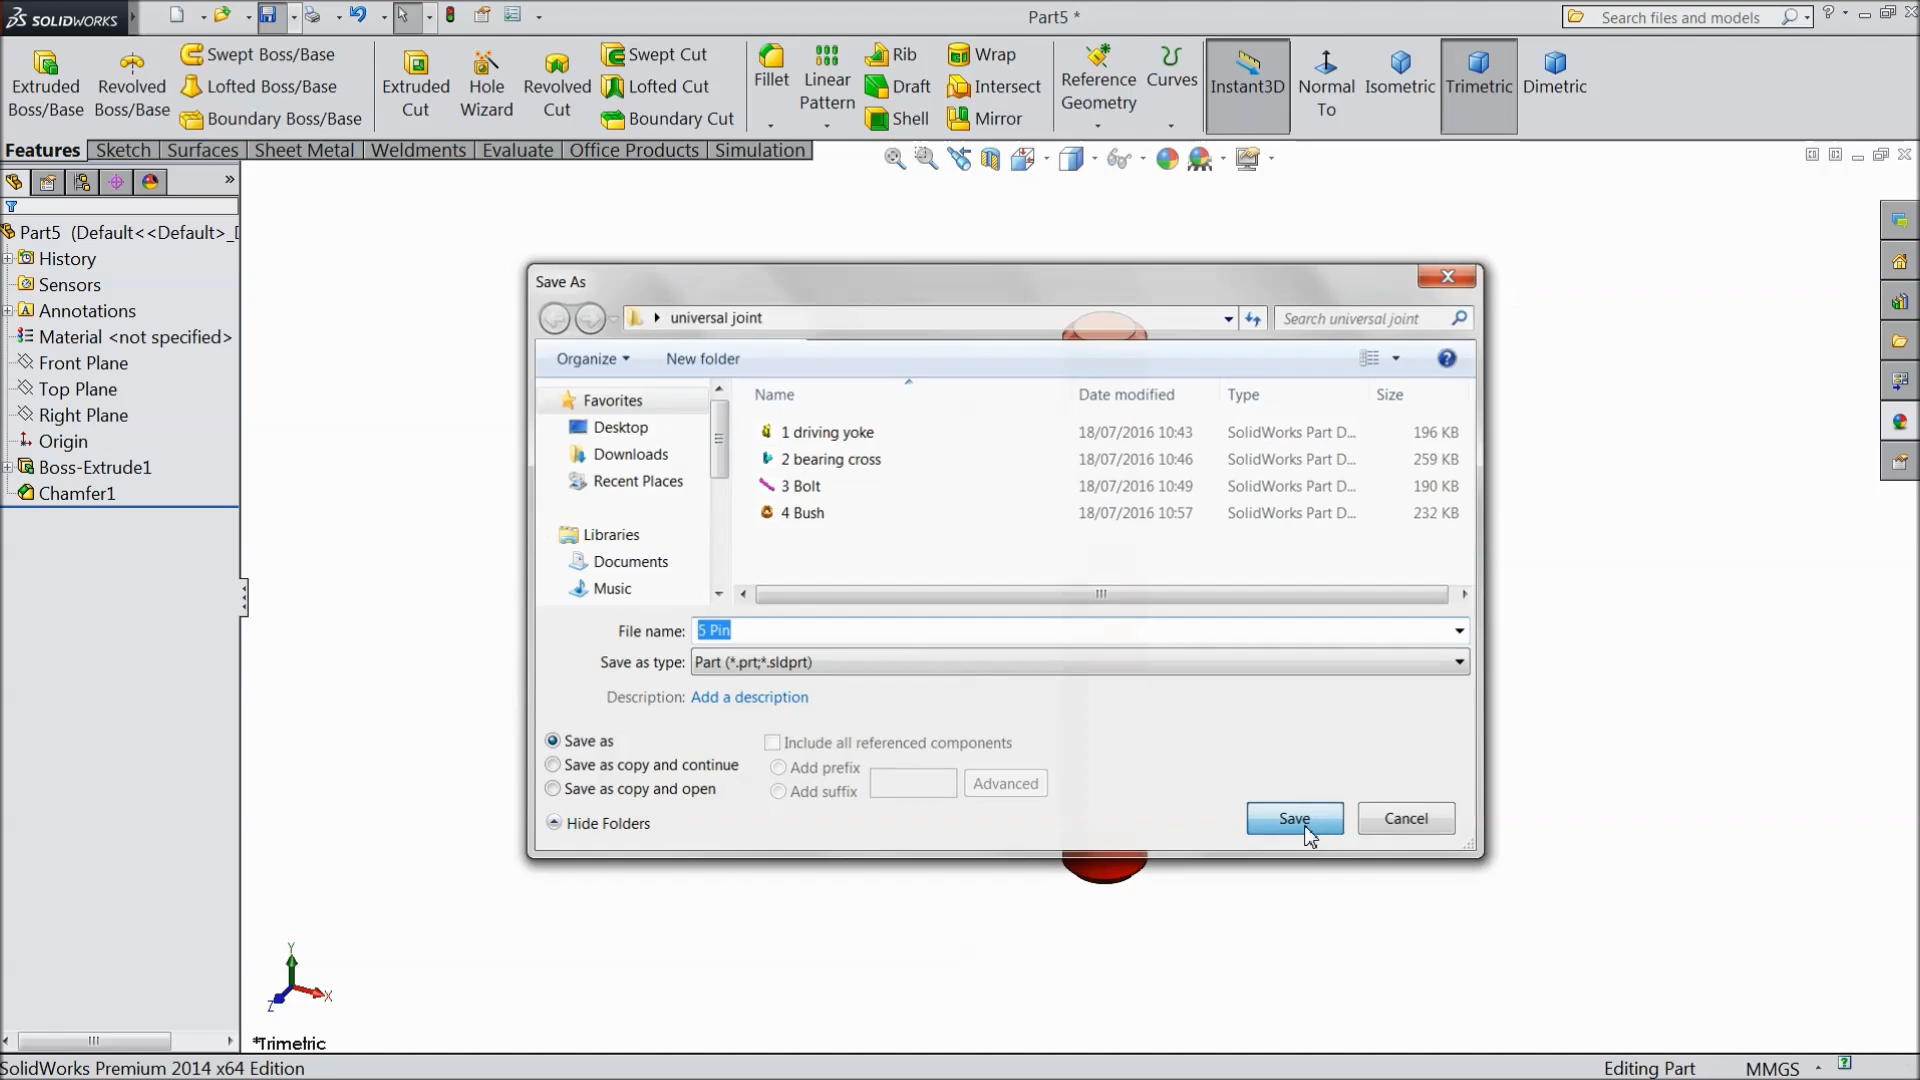 SOLIDWORKS
Part5 *
Search files and models
Extruded Boss/Base
Revolved Boss/Base
Swept Boss/Base
Lofted Boss/Base
Boundary Boss/Base
Extruded Cut
Hole Wizard
Revolved Cut
Swept Cut
Lofted Cut
Boundary Cut
Fillet
Linear Pattern
Rib
Draft
Shell
Wrap
Intersect
Mirror
Reference Geometry
Curves
Instant3D
Normal To
Isometric
Trimetric
Dimetric
Features Sketch Surfaces Sheet Metal Weldments Evaluate Office Products Simulation
Part5 (Default<<Default>_
History
Sensors
Annotations
Material <not specified>
Front Plane
Top Plane
Right Plane
Origin
Boss-Extrude1
Chamfer1
Save As
universal joint
Search universal joint
Organize New folder
Favorites
Desktop
Downloads
Recent Places
Libraries
Documents
Music
Name Date modified Type Size
1 driving yoke 18/07/2016 10:43 SolidWorks Part D... 196 KB
2 bearing cross 18/07/2016 10:46 SolidWorks Part D... 259 KB
3 Bolt 18/07/2016 10:49 SolidWorks Part D... 190 KB
4 Bush 18/07/2016 10:57 SolidWorks Part D... 232 KB
File name: 5 Pin
Save as type: Part (*.prt;*.sldprt)
Description: Add a description
Save as
Save as copy and continue
Save as copy and open
Include all referenced components
Add prefix
Add suffix
Advanced
Hide Folders
Save Cancel
Y
X
Z
*Trimetric
SolidWorks Premium 2014 x64 Edition
Editing Part MMGS